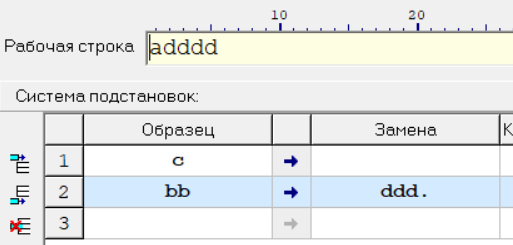 10 20
Рабочая строка adddd
Система подстановок:
Образец Замена К
1 c
2 bb ddd.
3